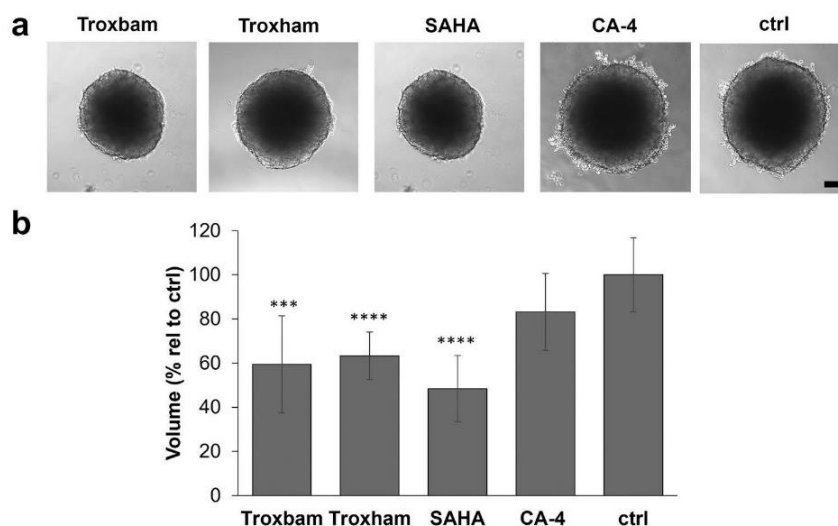 a
Troxbam Troxham SAHA CA-4 ctrl
b
Volume (% rel to ctrl)
120
100
80
60
40
20
0
*** **** ****
Troxbam Troxham SAHA CA-4 ctrl